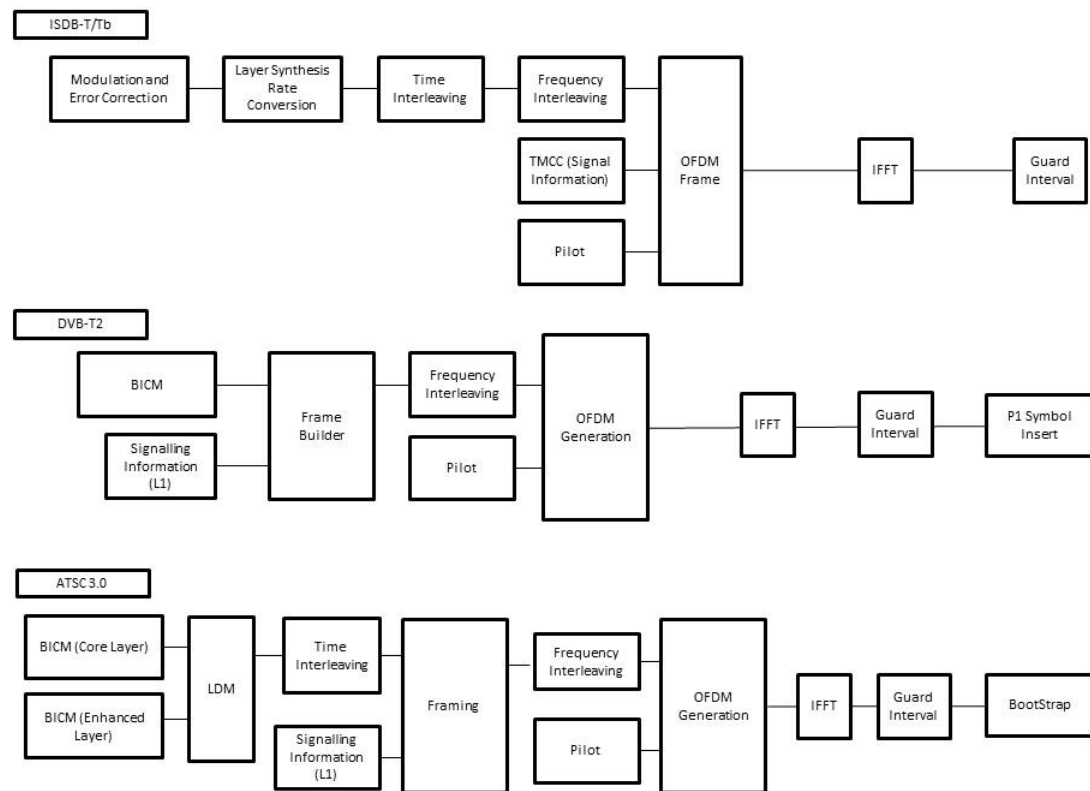 ISDB-T/Tb
Modulation and
Error Correction
Layer Synthesis
Rate
Conversion
Time
Interleaving
Frequency
Interleaving
TMCC (Signal
Information)
Pilot
OFDM
Frame
IFFT
Guard
Interval
DVB-T2
BICM
Signalling
Information
(L1)
Frame
Builder
Frequency
Interleaving
Pilot
OFDM
Generation
IFFT
Guard
Interval
P1 Symbol
Insert
ATSC 3.0
BICM (Core Layer)
BICM (Enhanced
Layer)
LDM
Time
Interleaving
Signalling
Information
(L1)
Framing
Frequency
Interleaving
Pilot
OFDM
Generation
IFFT
Guard
Interval
BootStrap